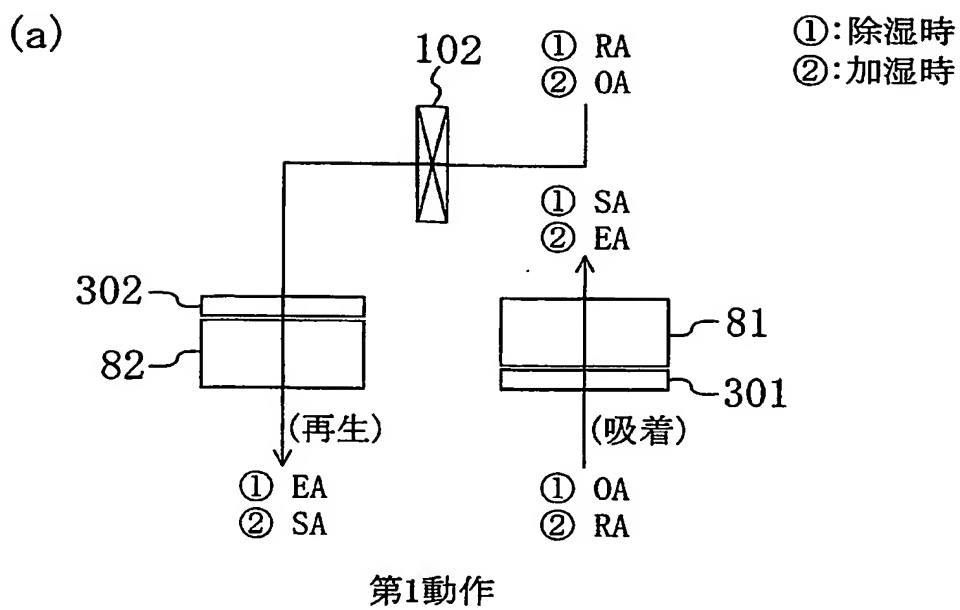 (a)
①:除湿時
②:加湿時
102
① RA
② OA
① SA
② EA
302
82
81
301
(再生)
(吸着)
① EA
② SA
① OA
② RA
第1動作